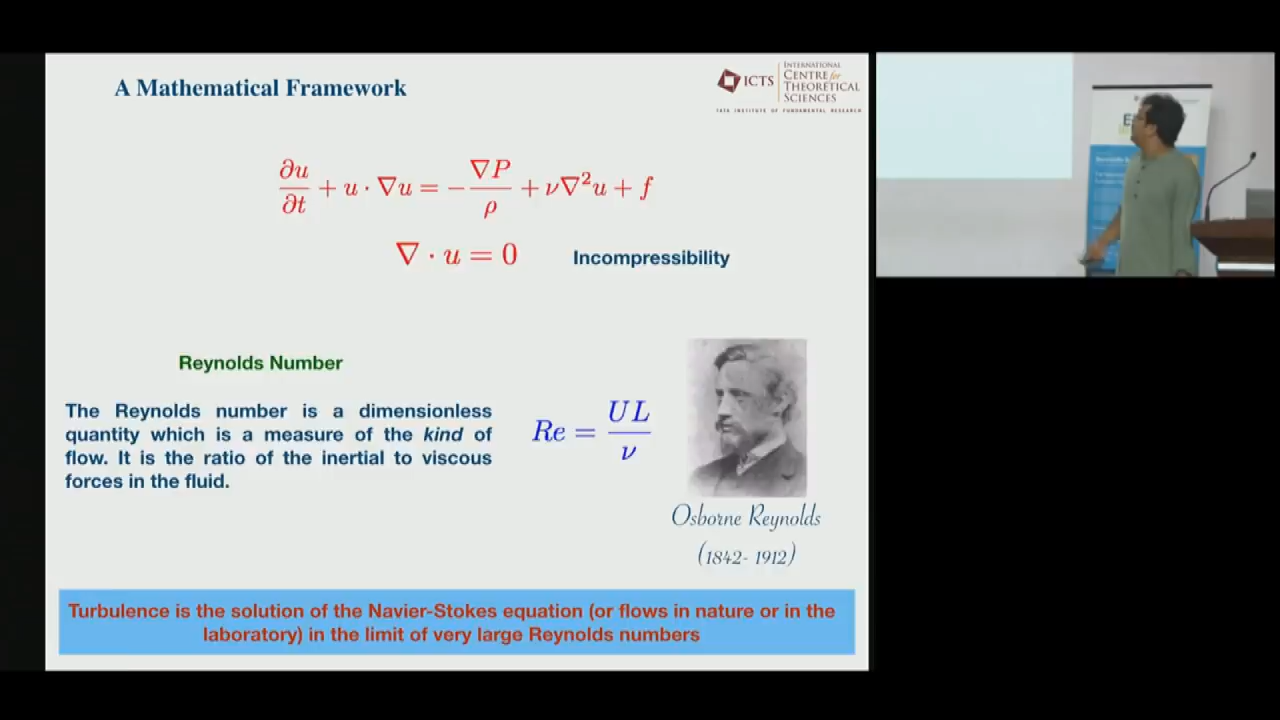 A Mathematical Framework
ICTS
INTERNATIONAL
CENTRE for
THEORETICAL
SCIENCES
TATA INSTITUTE OF FUNDAMENTAL RESEARCH
∂u/∂t + u · ∇u = −∇P/ρ + ν∇²u + f
∇ · u = 0 Incompressibility
Reynolds Number
The Reynolds number is a dimensionless
quantity which is a measure of the kind of
flow. It is the ratio of the inertial to viscous
forces in the fluid.
Re = UL/ν
Osborne Reynolds
(1842- 1912)
Turbulence is the solution of the Navier-Stokes equation (or flows in nature or in the
laboratory) in the limit of very large Reynolds numbers